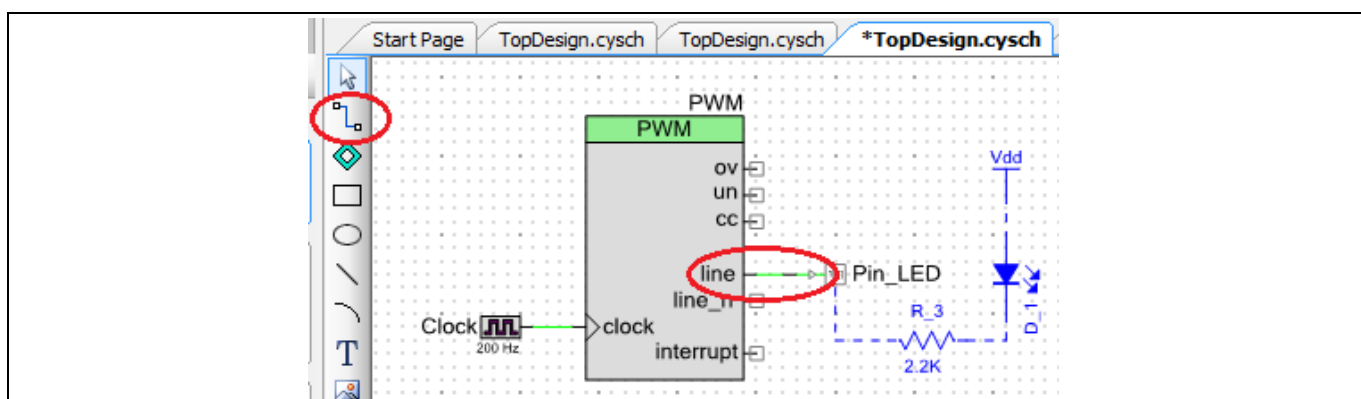 Start Page TopDesign.cysch TopDesign.cysch *TopDesign.cysch
PWM
PWM
Vdd
ov
un
cc
line Pin_LED
line_n
R_3
D_1
Clock clock
200 Hz
interrupt
2.2K
T